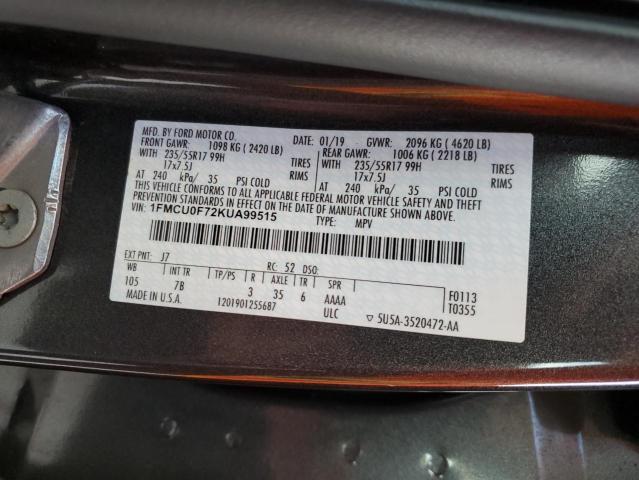 MFD. BY FORD MOTOR CO. DATE: 01/19 GVWR: 2096 KG ( 4620 LB)
FRONT GAWR: 1098 KG ( 2420 LB) REAR GAWR: 1006 KG ( 2218 LB)
WITH 235/55R17 99H TIRES WITH 235/55R17 99H TIRES
17x7.5J RIMS 17x7.5J RIMS
AT 240 kPa/ 35 PSI COLD AT 240 kPa/ 35 PSI COLD
THIS VEHICLE CONFORMS TO ALL APPLICABLE FEDERAL MOTOR VEHICLE SAFETY AND THEFT
PREVENTION STANDARDS IN EFFECT ON THE DATE OF MANUFACTURE SHOWN ABOVE.
VIN: 1FMCU0F72KUA99515
TYPE: MPV
EXT PNT: J7 RC: 52 DSO:
WB INT TR TP/PS R AXLE TR SPR F0113
105 7B 3 35 6 AAAA T0355
MADE IN U.S.A. 1201901255687 ULC ▽ 5U5A-3520472-AA